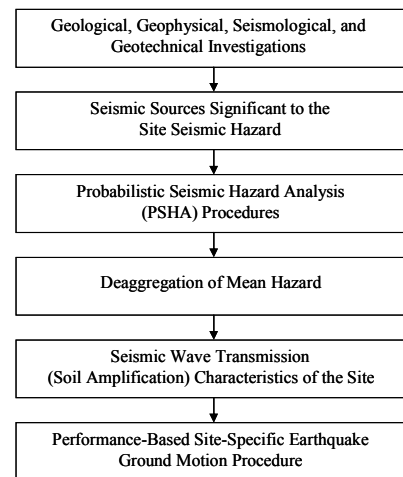 Geological, Geophysical, Seismological, and
Geotechnical Investigations
Seismic Sources Significant to the
Site Seismic Hazard
Probabilistic Seismic Hazard Analysis
(PSHA) Procedures
Deaggregation of Mean Hazard
Seismic Wave Transmission
(Soil Amplification) Characteristics of the Site
Performance-Based Site-Specific Earthquake
Ground Motion Procedure